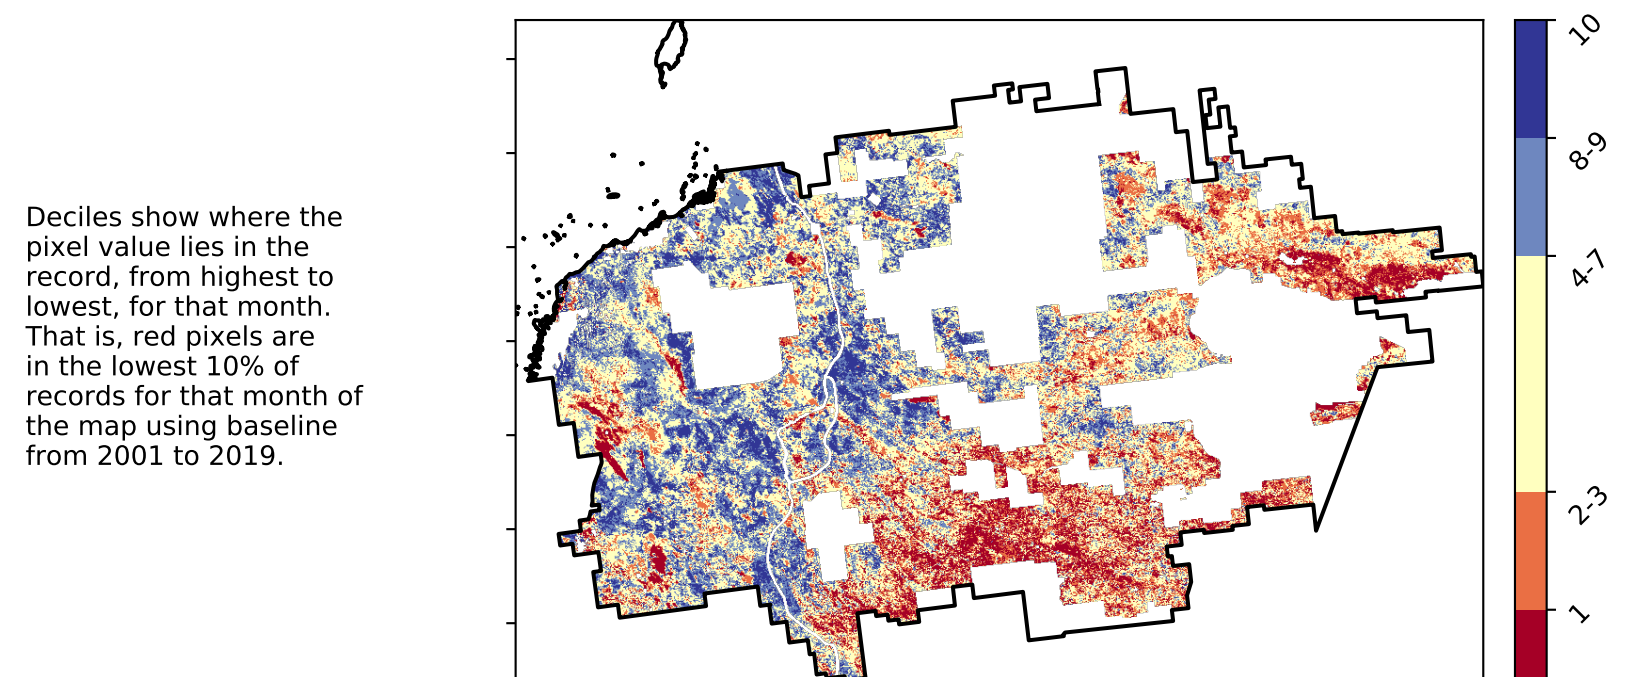 Deciles show where the
pixel value lies in the
record, from highest to
lowest, for that month.
That is, red pixels are
in the lowest 10% of
records for that month of
the map using baseline
from 2001 to 2019.
10
8-9
4-7
2-3
1